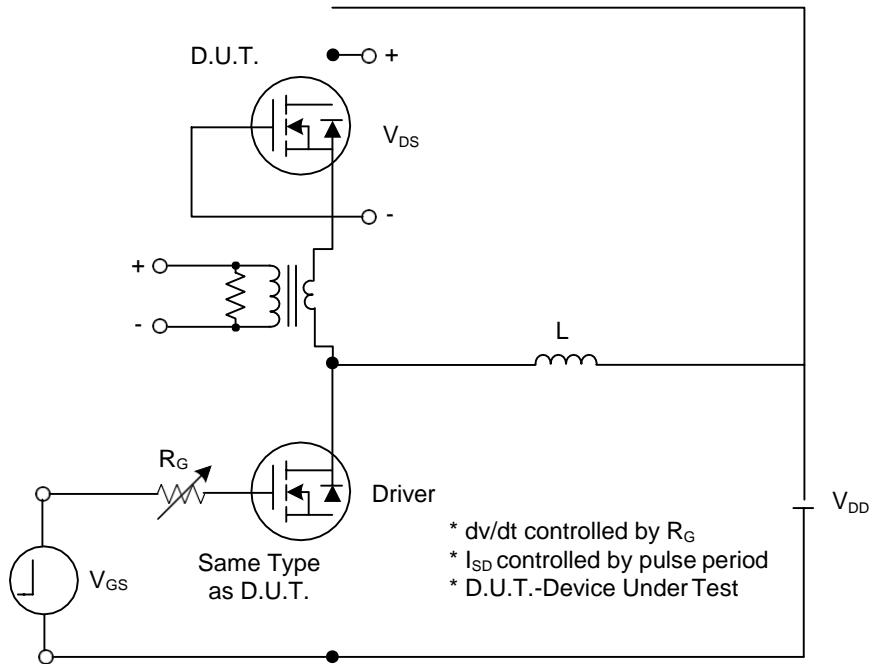 D.U.T.
+
V_DS
-
+
-
L
R_G
Driver
V_DD
V_GS
Same Type
as D.U.T.
* dv/dt controlled by R_G
* I_SD controlled by pulse period
* D.U.T.-Device Under Test